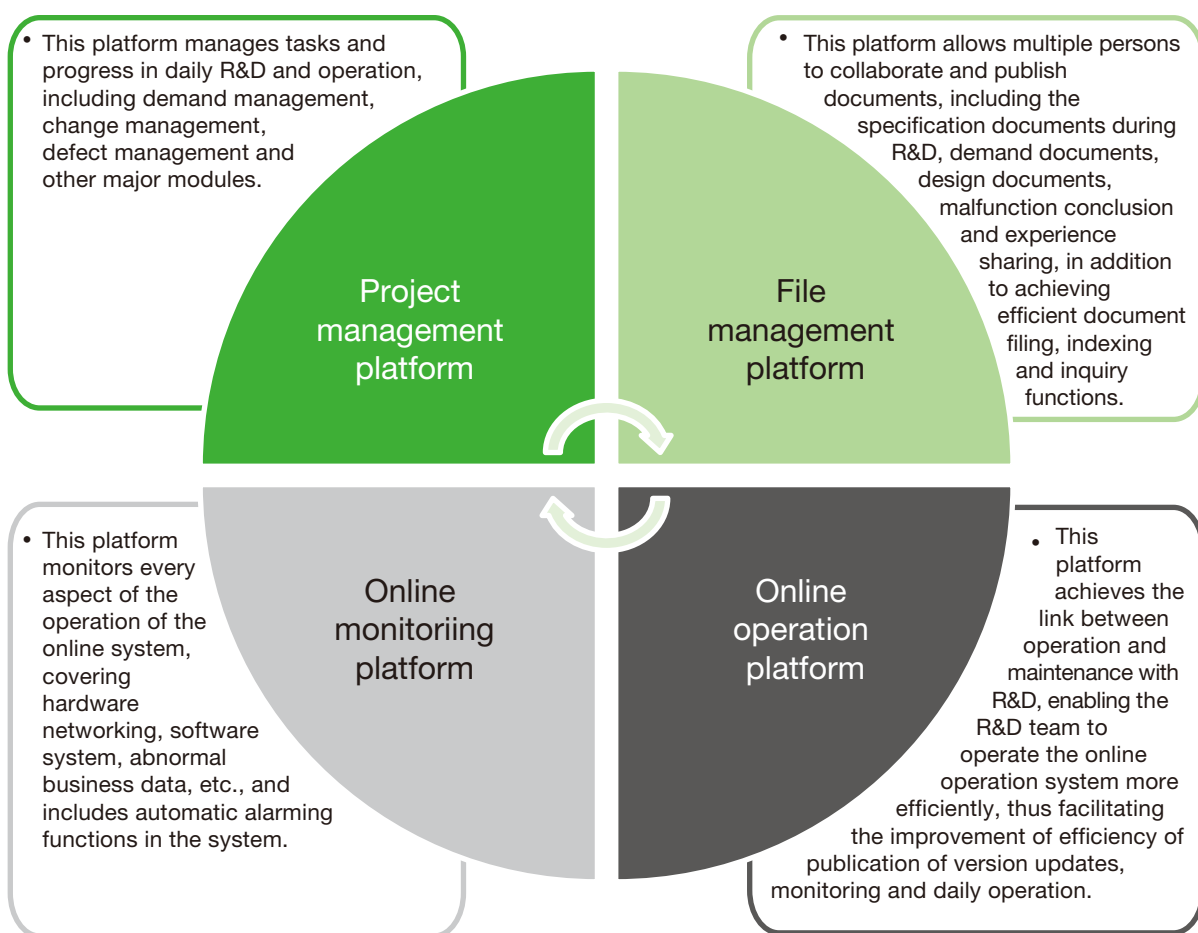 • This platform manages tasks and
progress in daily R&D and operation,
including demand management,
change management,
defect management and
other major modules.
Project
management
platform
• This platform allows multiple persons
to collaborate and publish
documents, including the
specification documents during
R&D, demand documents,
design documents,
malfunction conclusion
and experience
sharing, in addition
to achieving
efficient document
filing, indexing
and inquiry
functions.
File
management
platform
• This platform
monitors every
aspect of the
operation of the
online system,
covering
hardware
networking, software
system, abnormal
business data, etc., and
includes automatic alarming
functions in the system.
Online
monitoriing
platform
Online
operation
platform
• This
platform
achieves the
link between
operation and
maintenance with
R&D, enabling the
R&D team to
operate the online
operation system more
efficiently, thus facilitating
the improvement of efficiency of
publication of version updates,
monitoring and daily operation.